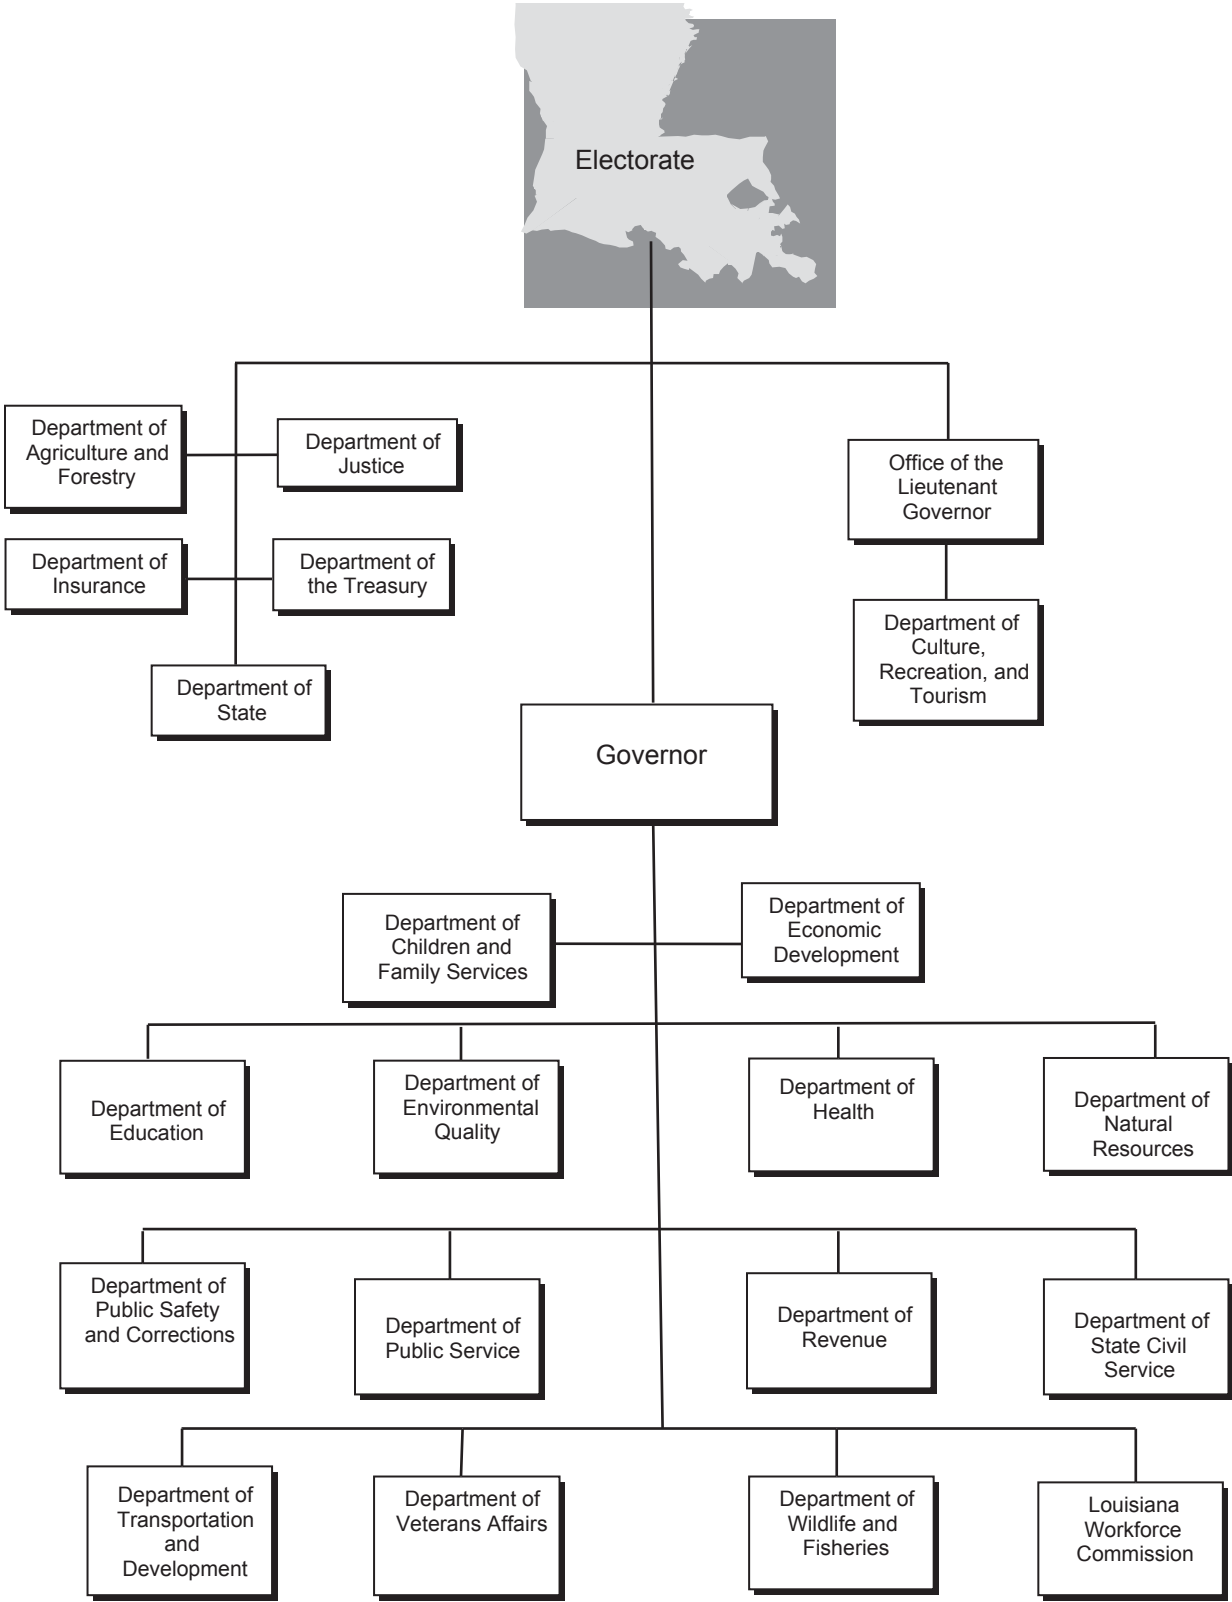 Electorate
Department of
Agriculture and
Forestry
Department of
Justice
Office of the
Lieutenant
Governor
Department of
Insurance
Department of
the Treasury
Department of
Culture,
Recreation, and
Tourism
Department of
State
Governor
Department of
Children and
Family Services
Department of
Economic
Development
Department of
Education
Department of
Environmental
Quality
Department of
Health
Department of
Natural
Resources
Department of
Public Safety
and Corrections
Department of
Public Service
Department of
Revenue
Department of
State Civil
Service
Department of
Transportation
and
Development
Department of
Veterans Affairs
Department of
Wildlife and
Fisheries
Louisiana
Workforce
Commission